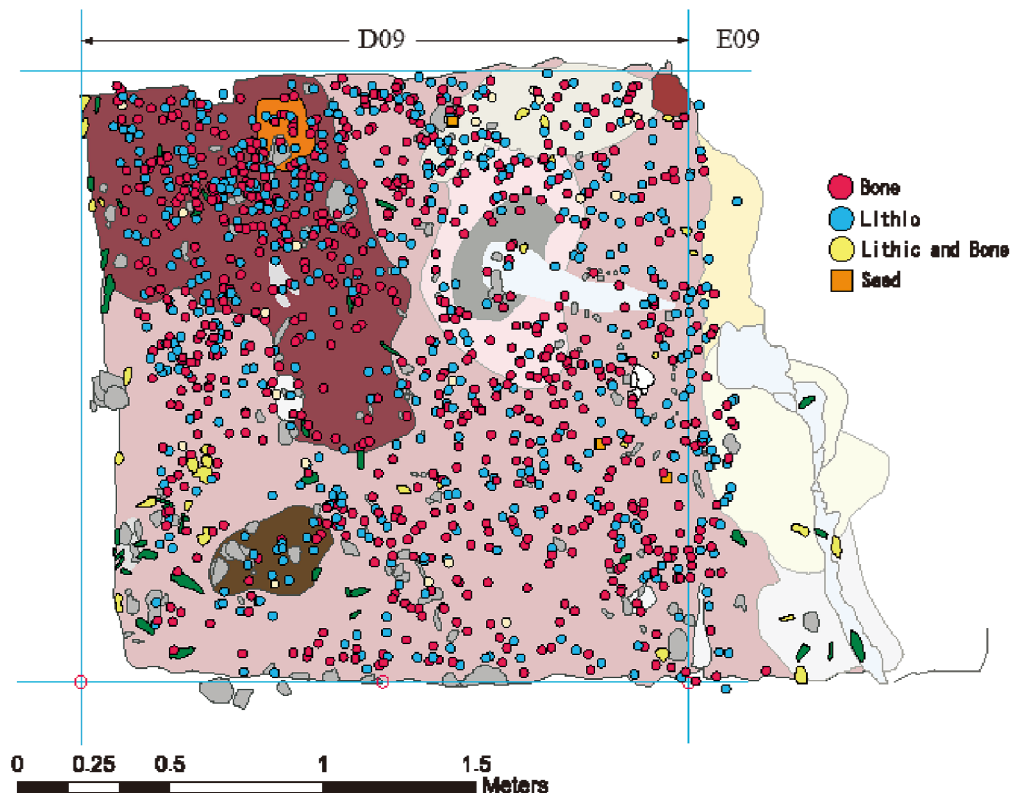 D09 E09
Bone
Lithic
Lithic and Bone
Seed
0 0.25 0.5 1 1.5
Meters